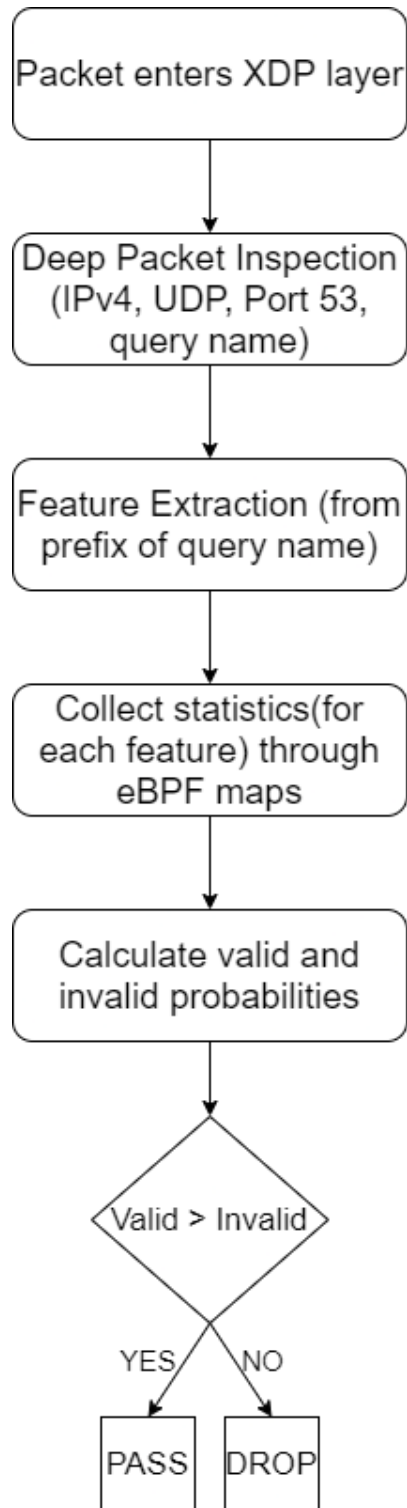 Packet enters XDP layer
Deep Packet Inspection
(IPv4, UDP, Port 53,
query name)
Feature Extraction (from
prefix of query name)
Collect statistics(for
each feature) through
eBPF maps
Calculate valid and
invalid probabilities
Valid > Invalid
YES
NO
PASS
DROP